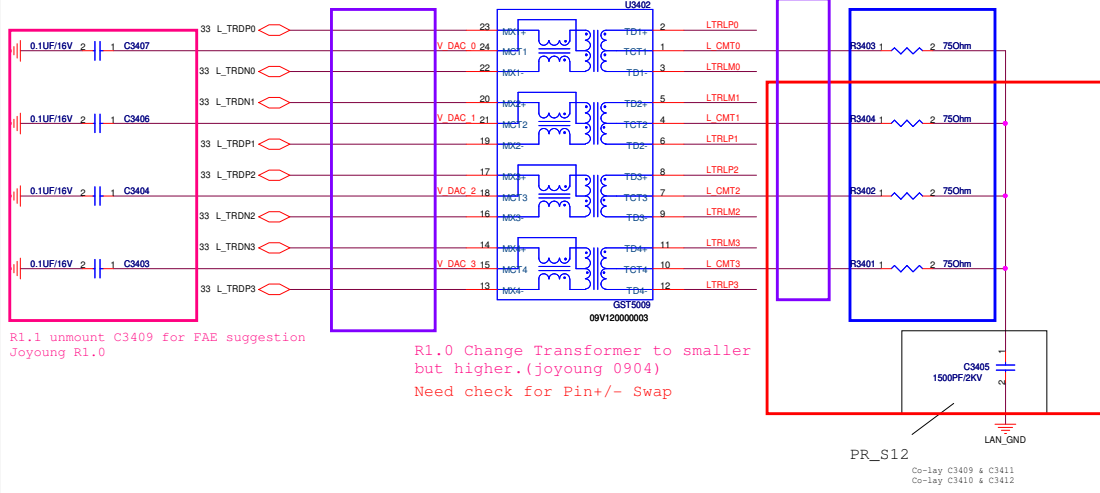 U3402
33 L_TRDP0 23 MX1+ TD1+ 2 LTRLP0
0.1UF/16V 2 1 C3407 V_DAC_0 24 MCT1 TCT1 1 L_CMT0 R3403 1 2 75Ohm
33 L_TRDN0 22 MX1- TD1- 3 LTRLM0
33 L_TRDN1 20 MX2+ TD2+ 5 LTRLM1
0.1UF/16V 2 1 C3406 V_DAC_1 21 MCT2 TCT2 4 L_CMT1 R3404 1 2 75Ohm
33 L_TRDP1 19 MX2- TD2- 6 LTRLP1
33 L_TRDP2 17 MX3+ TD3+ 8 LTRLP2
0.1UF/16V 2 1 C3404 V_DAC_2 18 MCT3 TCT3 7 L_CMT2 R3402 1 2 75Ohm
33 L_TRDN2 16 MX3- TD3- 9 LTRLM2
33 L_TRDN3 14 MX4+ TD4+ 11 LTRLM3
0.1UF/16V 2 1 C3403 V_DAC_3 15 MCT4 TCT4 10 L_CMT3 R3401 1 2 75Ohm
33 L_TRDP3 13 MX4- TD4- 12 LTRLP3
GST5009
09V120000003
R1.1 unmount C3409 for FAE suggestion
Joyoung R1.0
R1.0 Change Transformer to smaller
but higher.(joyoung 0904)
Need check for Pin+/- Swap
1
C3405
1500PF/2KV
2
LAN_GND
PR_S12
Co-lay C3409 & C3411
Co-lay C3410 & C3412